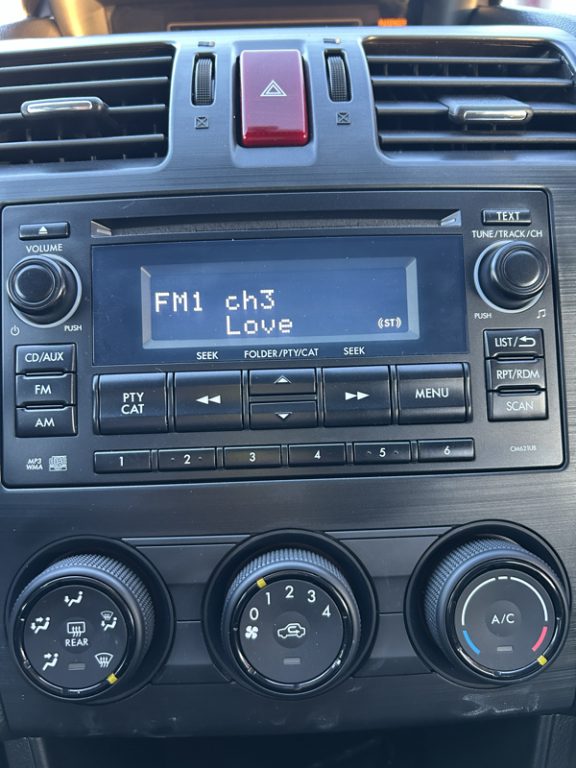 TEXT
VOLUME
TUNE/TRACK/CH
FM1 ch3
Love
(ST)
PUSH
PUSH
SEEK
FOLDER/PTY/CAT
SEEK
CD/AUX
FM
AM
PTY
CAT
MENU
LIST/
RPT/RDM
SCAN
MP3
WMA
1
2
3
4
5
6
CM621UB
REAR
0 1 2 3 4
A/C